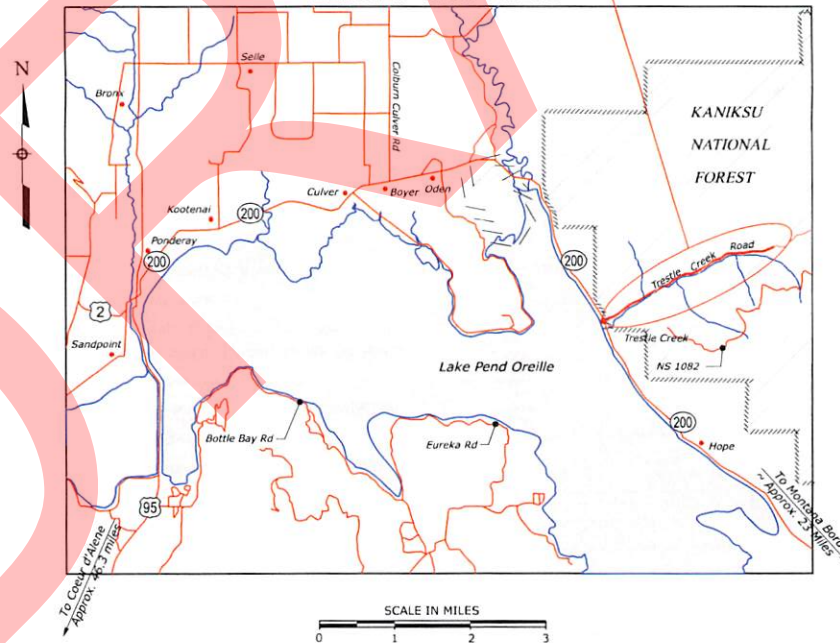 N
Selle
Bronx
Colburn Culver Rd
KANIKSU
NATIONAL
FOREST
Culver
Boyer
Oden
Kootenai
200
Ponderay
200
200
Trestle Creek Road
2
Sandpoint
Trestle Creek
NS 1082
Lake Pend Oreille
200
Bottle Bay Rd
Eureka Rd
Hope
95
To Coeur d'Alene
Approx. 46.3 miles
To Montana
~ Approx. 23 Miles
SCALE IN MILES
0 1 2 3